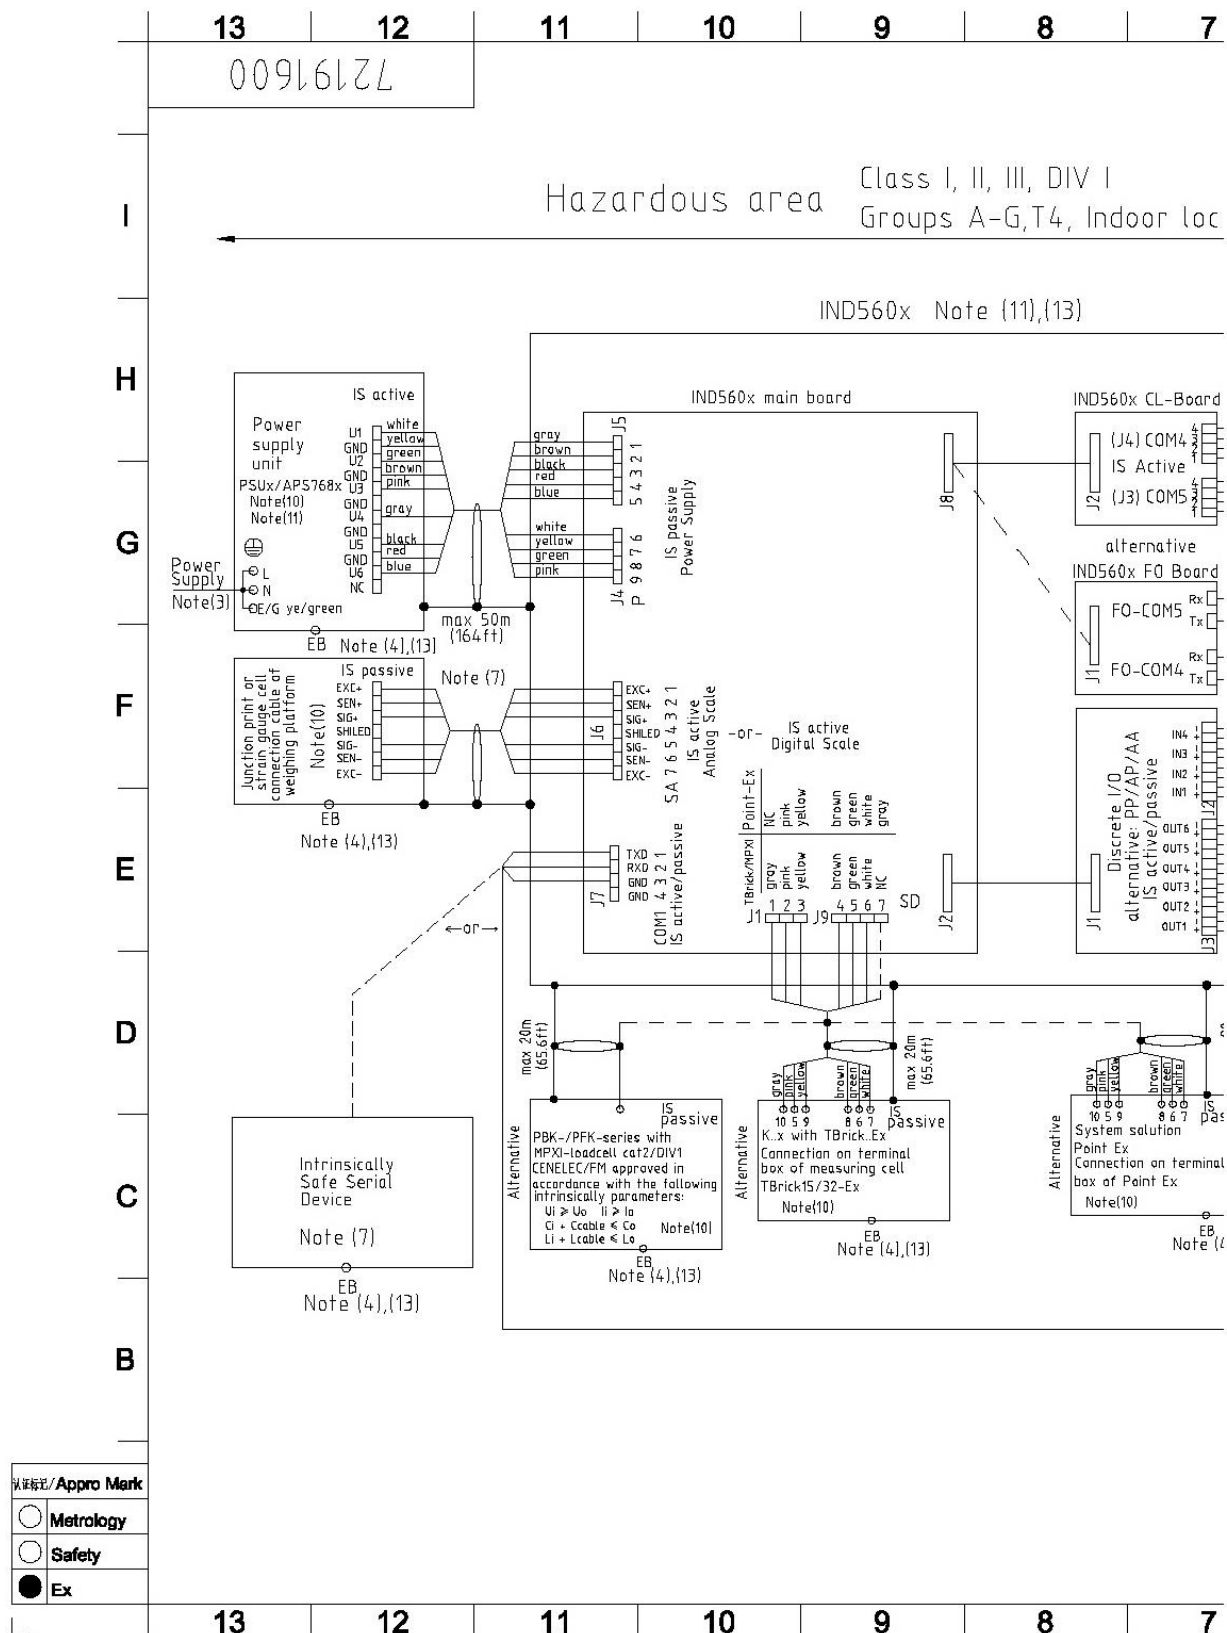 13 12 11 10 9 8 7
72191600
I
Hazardous area
Class I, II, III, DIV I
Groups A-G,T4, Indoor loc
IND560x Note (11),(13)
H
IS active
Power
supply
unit
PSUx/APS768x
Note(10)
Note(11)
U1
GND
U2
GND
U3
GND
U4
GND
U5
GND
U6
NC
white
yellow
green
brown
pink
gray
black
red
blue
L
N
E/G ye/green
Power
Supply
Note(3)
EB
Note (4),(13)
max 50m
(164ft)
G
gray
brown
black
red
blue
J5
5 4 3 2 1
white
yellow
green
pink
J4
P 9 8 7 6
IS passive
Power Supply
IND560x main board
J8
IND560x CL-Board
(J4) COM4
4
3
2
1
IS Active
J2
(J3) COM5
4
3
2
1
alternative
IND560x FO Board
FO-COM5
Rx
Tx
J1
FO-COM4
Rx
Tx
F
IS passive
Junction print or
strain gauge cell
connection cable of
weighing platform
Note(10)
EXC+
SEN+
SIG+
SHILED
SIG-
SEN-
EXC-
EB
Note (4),(13)
Note (7)
J6
EXC+
SEN+
SIG+
SHILED
SIG-
SEN-
EXC-
SA 7 6 5 4 3 2 1
IS active
Analog Scale
-or-
IS active
Digital Scale
Point-Ex
NC
pink
yellow
brown
green
white
gray
TBrick/MPXI
gray
pink
yellow
brown
green
white
NC
J1
1 2 3
J9
4 5 6 7
SD
J2
E
TXD
RXD
GND
GND
J7
COM1 4 3 2 1
IS active/passive
←or→
Discrete I/O
alternative: PP/AP/AA
IS active/passive
J1
IN4
IN3
IN2
IN1
J2
OUT6
OUT5
OUT4
OUT3
OUT2
OUT1
J3
D
max 20m
(65.6ft)
max 20m
(65.6ft)
gray
pink
yellow
brown
green
white
gray
pink
yellow
brown
green
white
C
Intrinsically
Safe Serial
Device
Note (7)
EB
Note (4),(13)
Alternative
IS
passive
PBK-/PFK-series with
MPXI-loadcell cat2/DIV1
CENELEC/FM approved in
accordance with the following
intrinsically parameters:
Ui ≥ Uo Ii ≥ Io
Ci + Ccable ≤ Co
Li + Lcable ≤ Lo
Note(10)
EB
Note (4),(13)
Alternative
10 5 9 8 6 7
IS
passive
K..x with TBrick..Ex
Connection on terminal
box of measuring cell
TBrick15/32-Ex
Note(10)
EB
Note (4),(13)
Alternative
10 5 9 8 6 7
IS
pas
System solution
Point Ex
Connection on terminal
box of Point Ex
Note(10)
EB
Note (4
B
认证标记/Appro Mark
Metrology
Safety
Ex
13 12 11 10 9 8 7